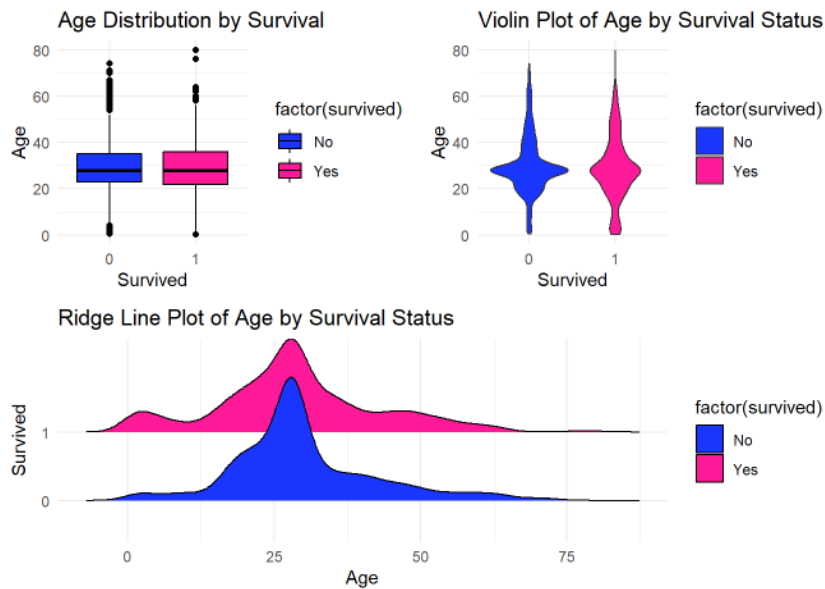 Age Distribution by Survival
80
60
40
20
0
Age
0 1
Survived
factor(survived)
No
Yes
Violin Plot of Age by Survival Status
80
60
40
20
0
Age
0 1
Survived
factor(survived)
No
Yes
Ridge Line Plot of Age by Survival Status
1
0
Survived
0 25 50 75
Age
factor(survived)
No
Yes